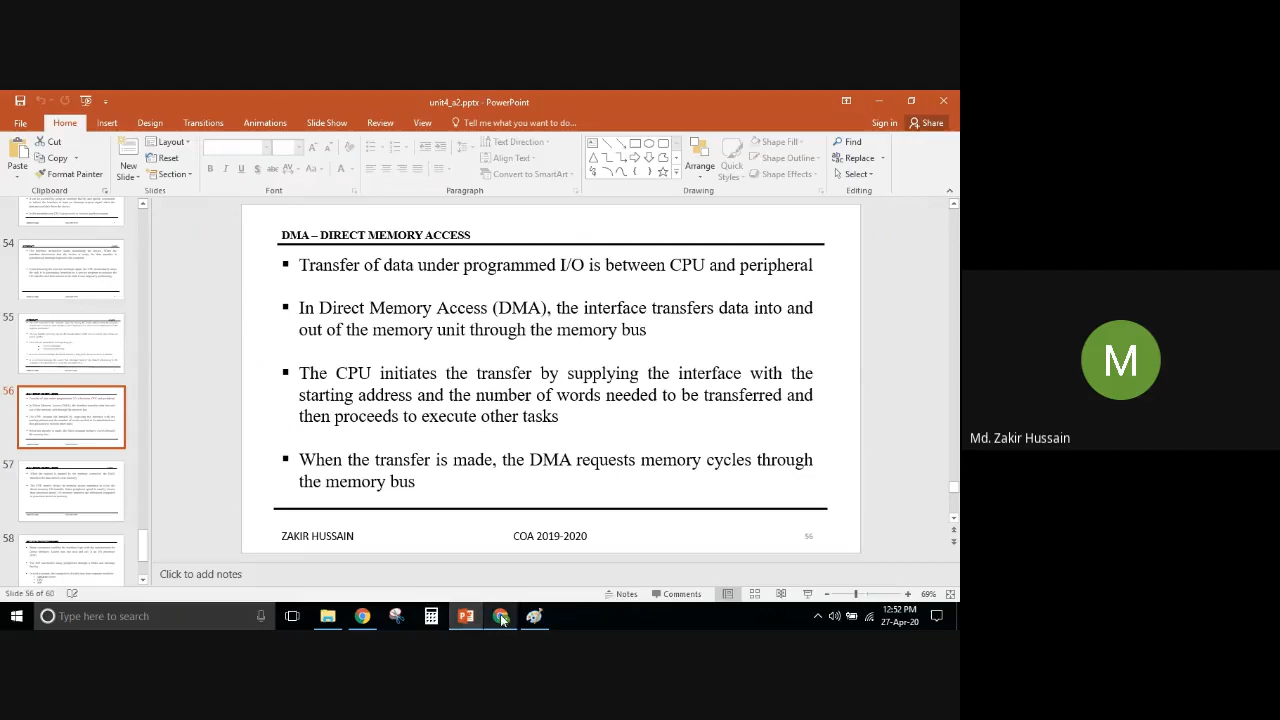 unit4_a2.pptx - PowerPoint
File Home Insert Design Transitions Animations Slide Show Review View Tell me what you want to do... Sign in Share
Paste Cut
Copy
Format Painter
Clipboard
New Slide
Layout
Reset
Section
Slides
B I U S abc AV Aa A
Font
Paragraph
Text Direction
Align Text
Convert to SmartArt
Arrange
Quick Styles
Shape Fill
Shape Outline
Shape Effects
Drawing
Find
Replace
Select
Editing
54
55
56
57
58
DMA – DIRECT MEMORY ACCESS
Transfer of data under programmed I/O is between CPU and peripheral
In Direct Memory Access (DMA), the interface transfers data into and
out of the memory unit through the memory bus
The CPU initiates the transfer by supplying the interface with the
storting address and the number of words needed to be transferred and
then proceeds to execute other tasks.
When the transfer is made, the DMA requests memory cycles through
the memory bus
ZAKIR HUSSAIN COA 2019-2020 56
Click to add notes
Slide 56 of 60 Notes Comments 69%
Type here to search
12:52 PM
27-Apr-20
M
Md. Zakir Hussain